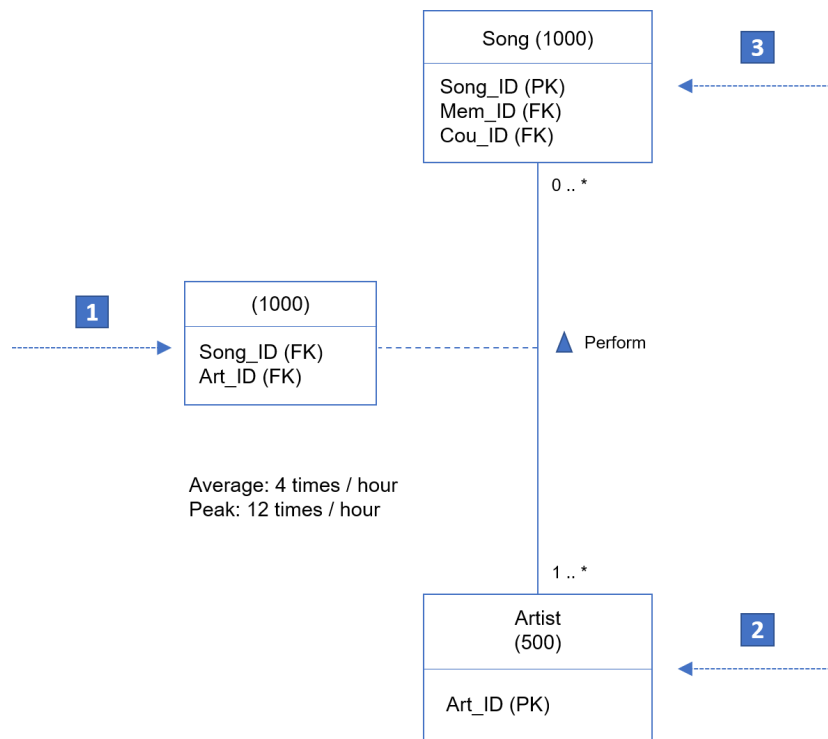 Song (1000)
3
Song_ID (PK)
Mem_ID (FK)
Cou_ID (FK)
0 .. *
1
(1000)
Song_ID (FK)
Art_ID (FK)
Perform
Average: 4 times / hour
Peak: 12 times / hour
1 .. *
Artist
(500)
2
Art_ID (PK)